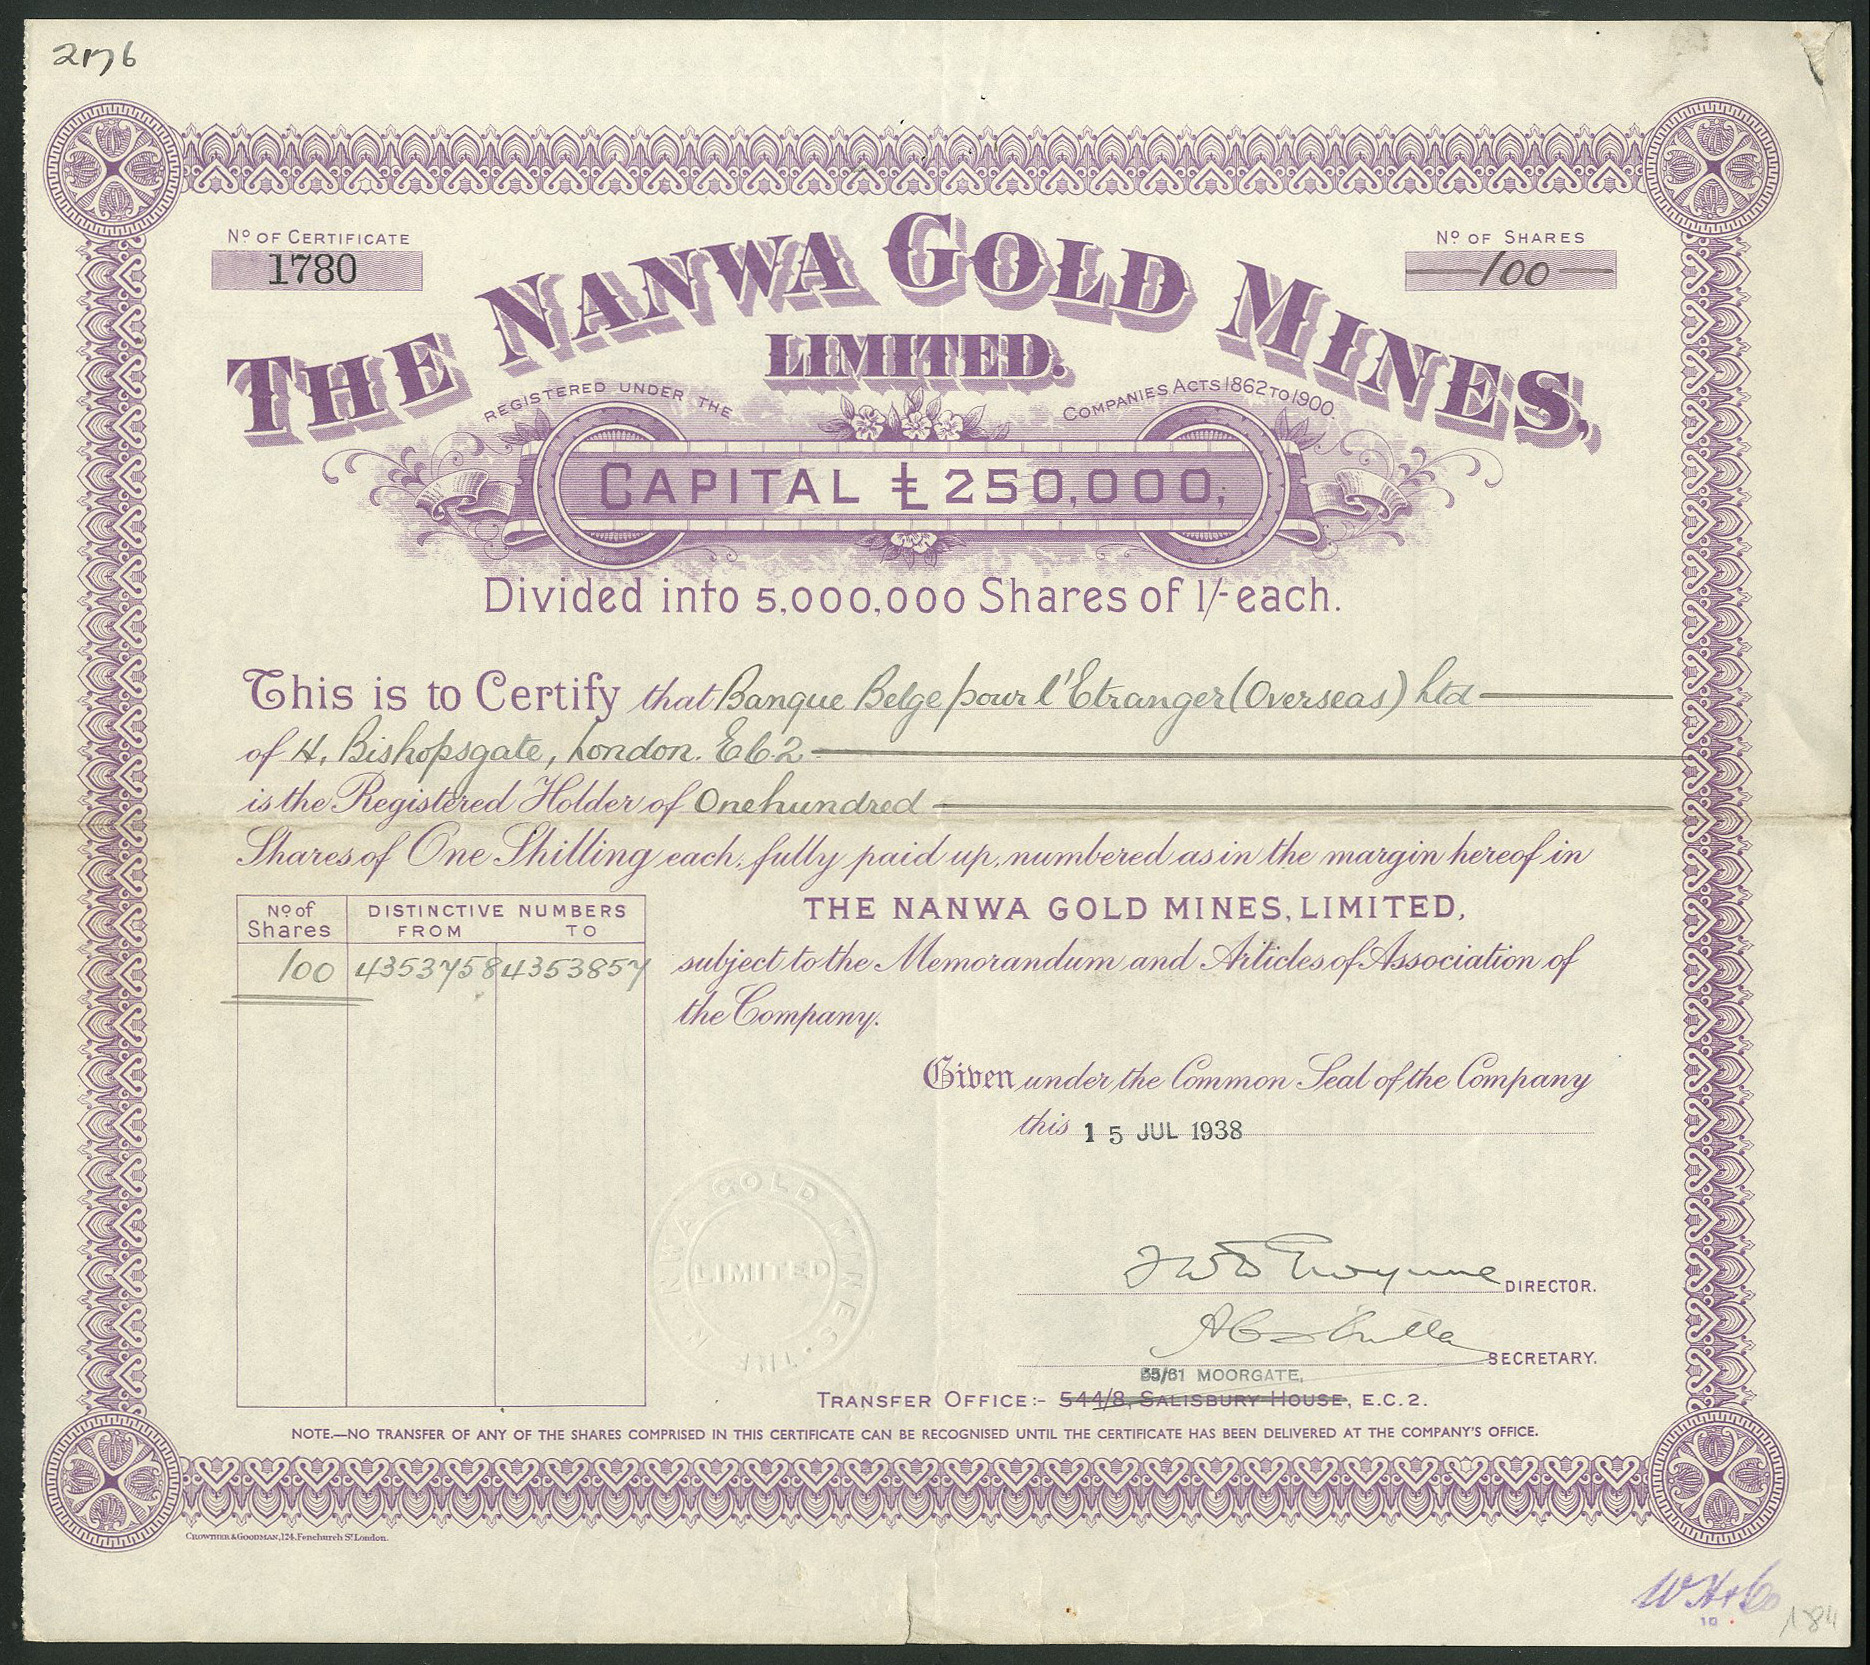 2176
Nº OF CERTIFICATE
1780
Nº OF SHARES
100
THE NANWA GOLD MINES,
LIMITED.
REGISTERED UNDER THE COMPANIES ACTS 1862 TO 1900.
CAPITAL £250,000,
Divided into 5,000,000 Shares of 1/- each.
This is to Certify that Banque Belge pour l'Etranger (Overseas) Ltd
of 4, Bishopsgate, London. E.C.2
is the Registered Holder of One hundred
Shares of One Shilling each, fully paid up, numbered as in the margin hereof in
THE NANWA GOLD MINES, LIMITED,
Nº of Shares
DISTINCTIVE NUMBERS
FROM TO
100 4353758 4353857
subject to the Memorandum and Articles of Association of
the Company.
Given under the Common Seal of the Company
this 15 JUL 1938
NANWA GOLD MINES
LIMITED
DIRECTOR.
SECRETARY.
55/61 MOORGATE,
TRANSFER OFFICE:- 544/8, SALISBURY HOUSE, E.C.2.
NOTE.—NO TRANSFER OF ANY OF THE SHARES COMPRISED IN THIS CERTIFICATE CAN BE RECOGNISED UNTIL THE CERTIFICATE HAS BEEN DELIVERED AT THE COMPANY'S OFFICE.
CROWTHER & GOODMAN, 124, Fenchurch St London.
W H & Co
10